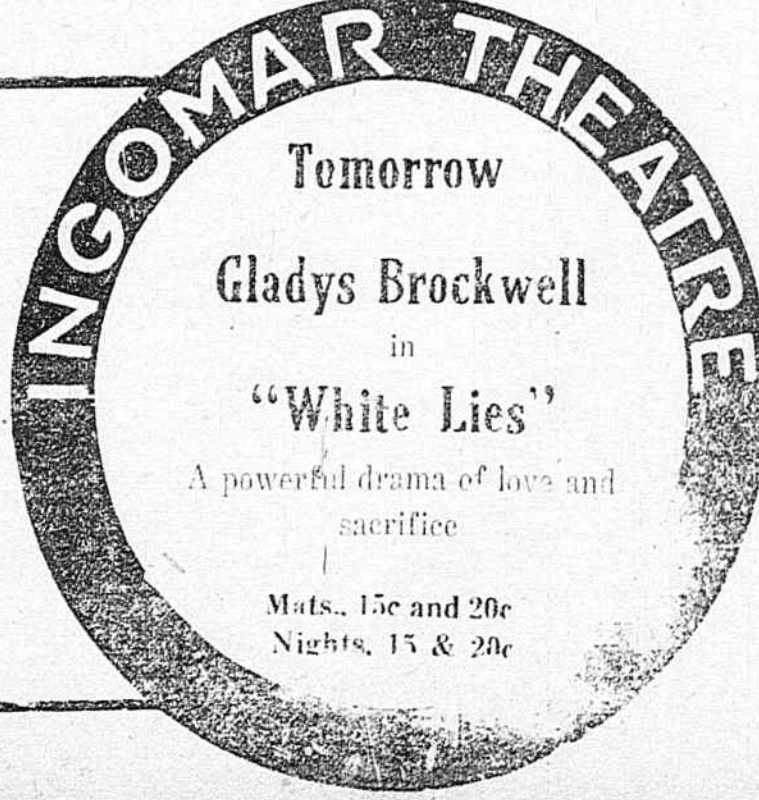 INGOMAR THEATRE
Tomorrow
Gladys Brockwell
in
“White Lies”
A powerful drama of love and
sacrifice
Mats., 15c and 20c
Nights, 15 & 20c